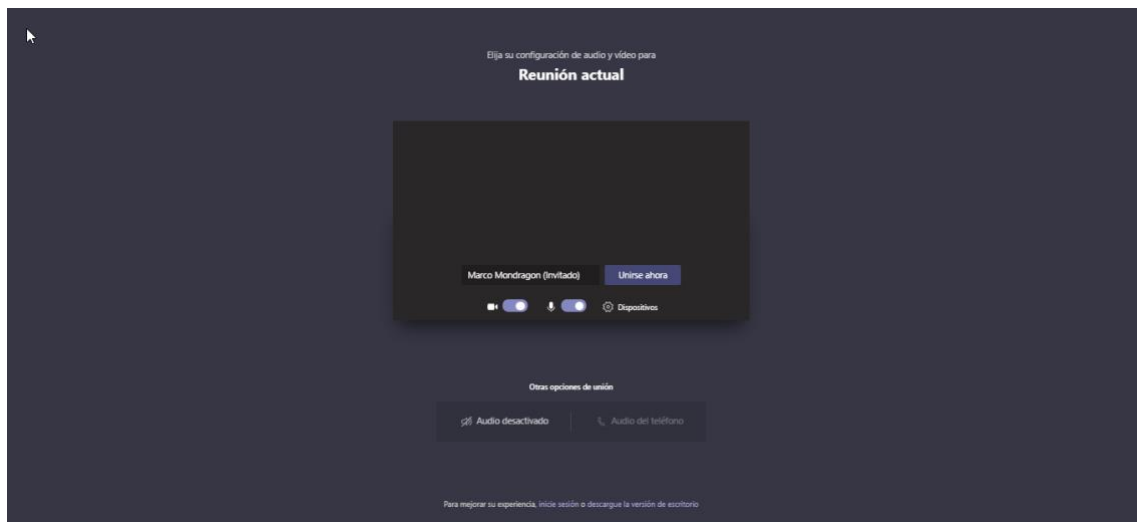 Elija su configuración de audio y vídeo para
Reunión actual
Marco Mondragon (Invitado)
Unirse ahora
Dispositivos
Otras opciones de unión
Audio desactivado
Audio del teléfono
Para mejorar su experiencia, inicie sesión o descargue la versión de escritorio